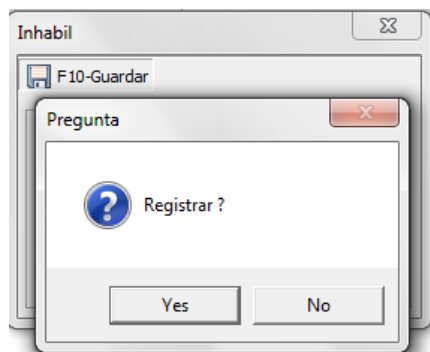 Inhabil
F10-Guardar
Pregunta
Registrar ?
Yes
No